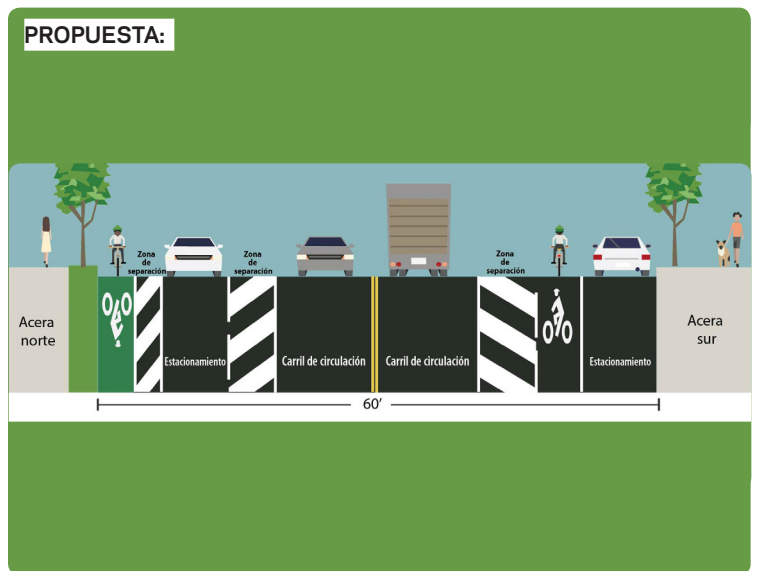 PROPUESTA:
Zona
de
separación
Zona
de
separación
Zona
de
separación
Acera
norte
Estacionamiento
Carril de circulación
Carril de circulación
Estacionamiento
Acera
sur
60'